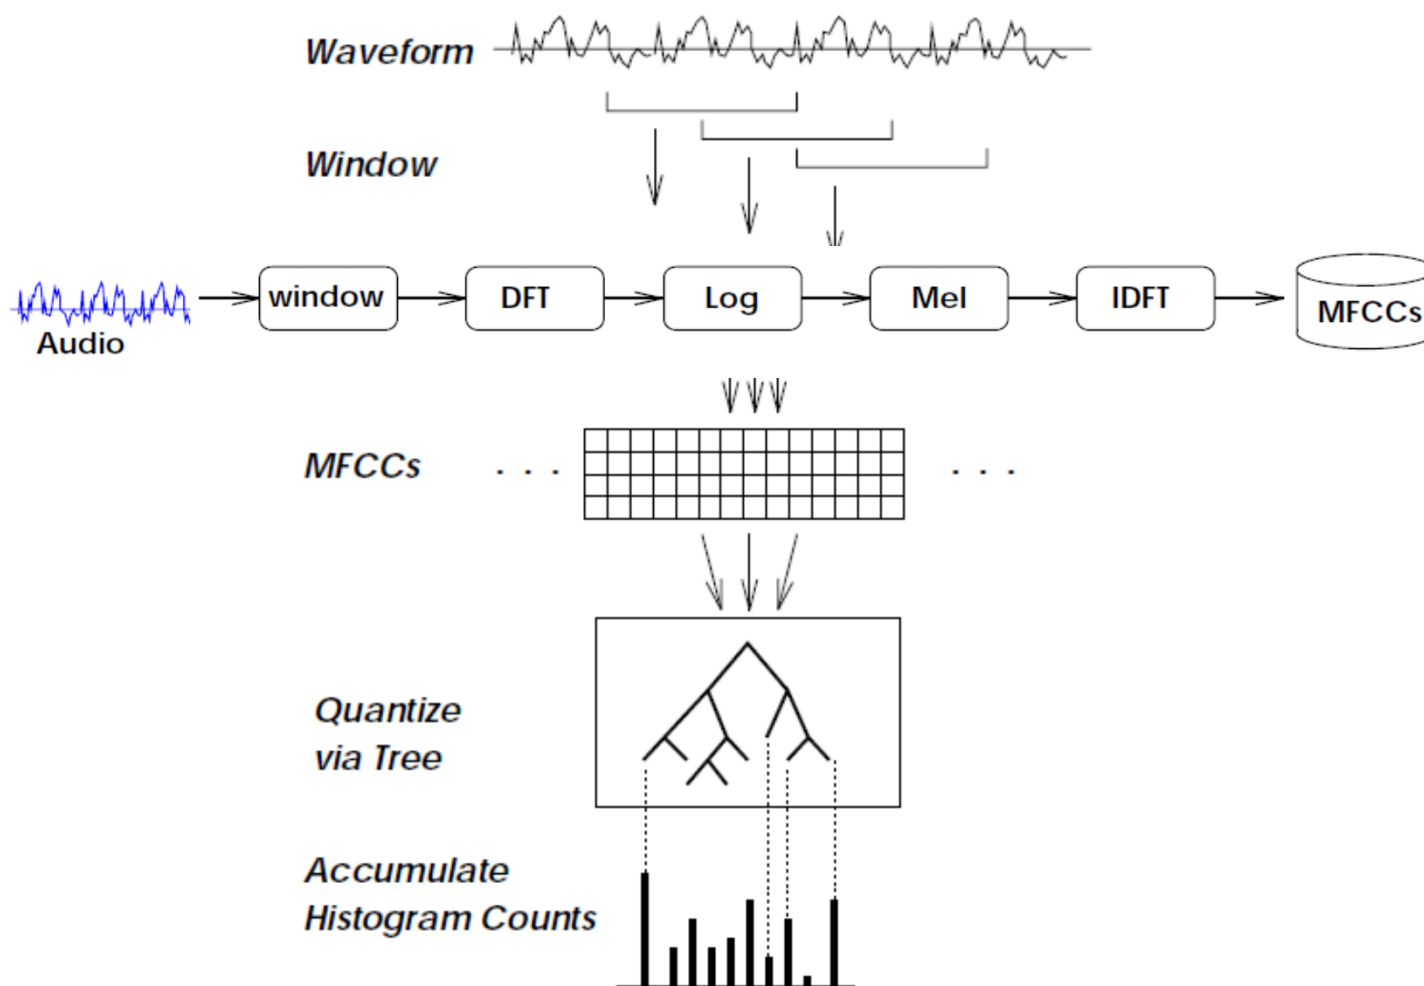 Waveform
Window
window
DFT
Log
Mel
IDFT
MFCCs
Audio
MFCCs
. . .
. . .
Quantize
via Tree
Accumulate
Histogram Counts